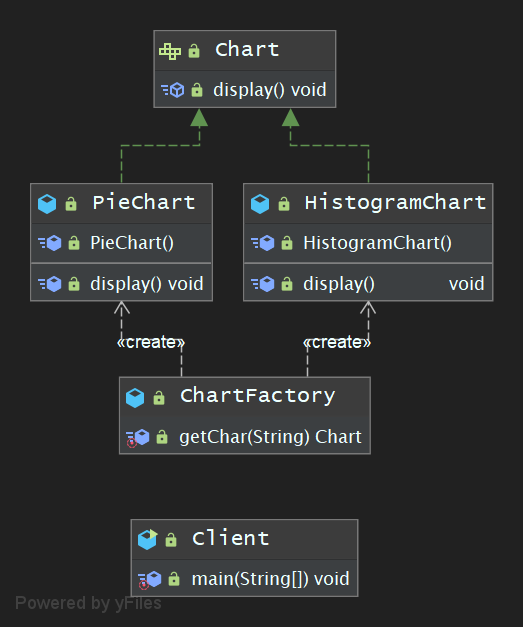 Chart
display() void
PieChart
HistogramChart
PieChart()
HistogramChart()
display() void
display() void
«create»
«create»
ChartFactory
getChar(String) Chart
Client
main(String[]) void
Powered by yFiles